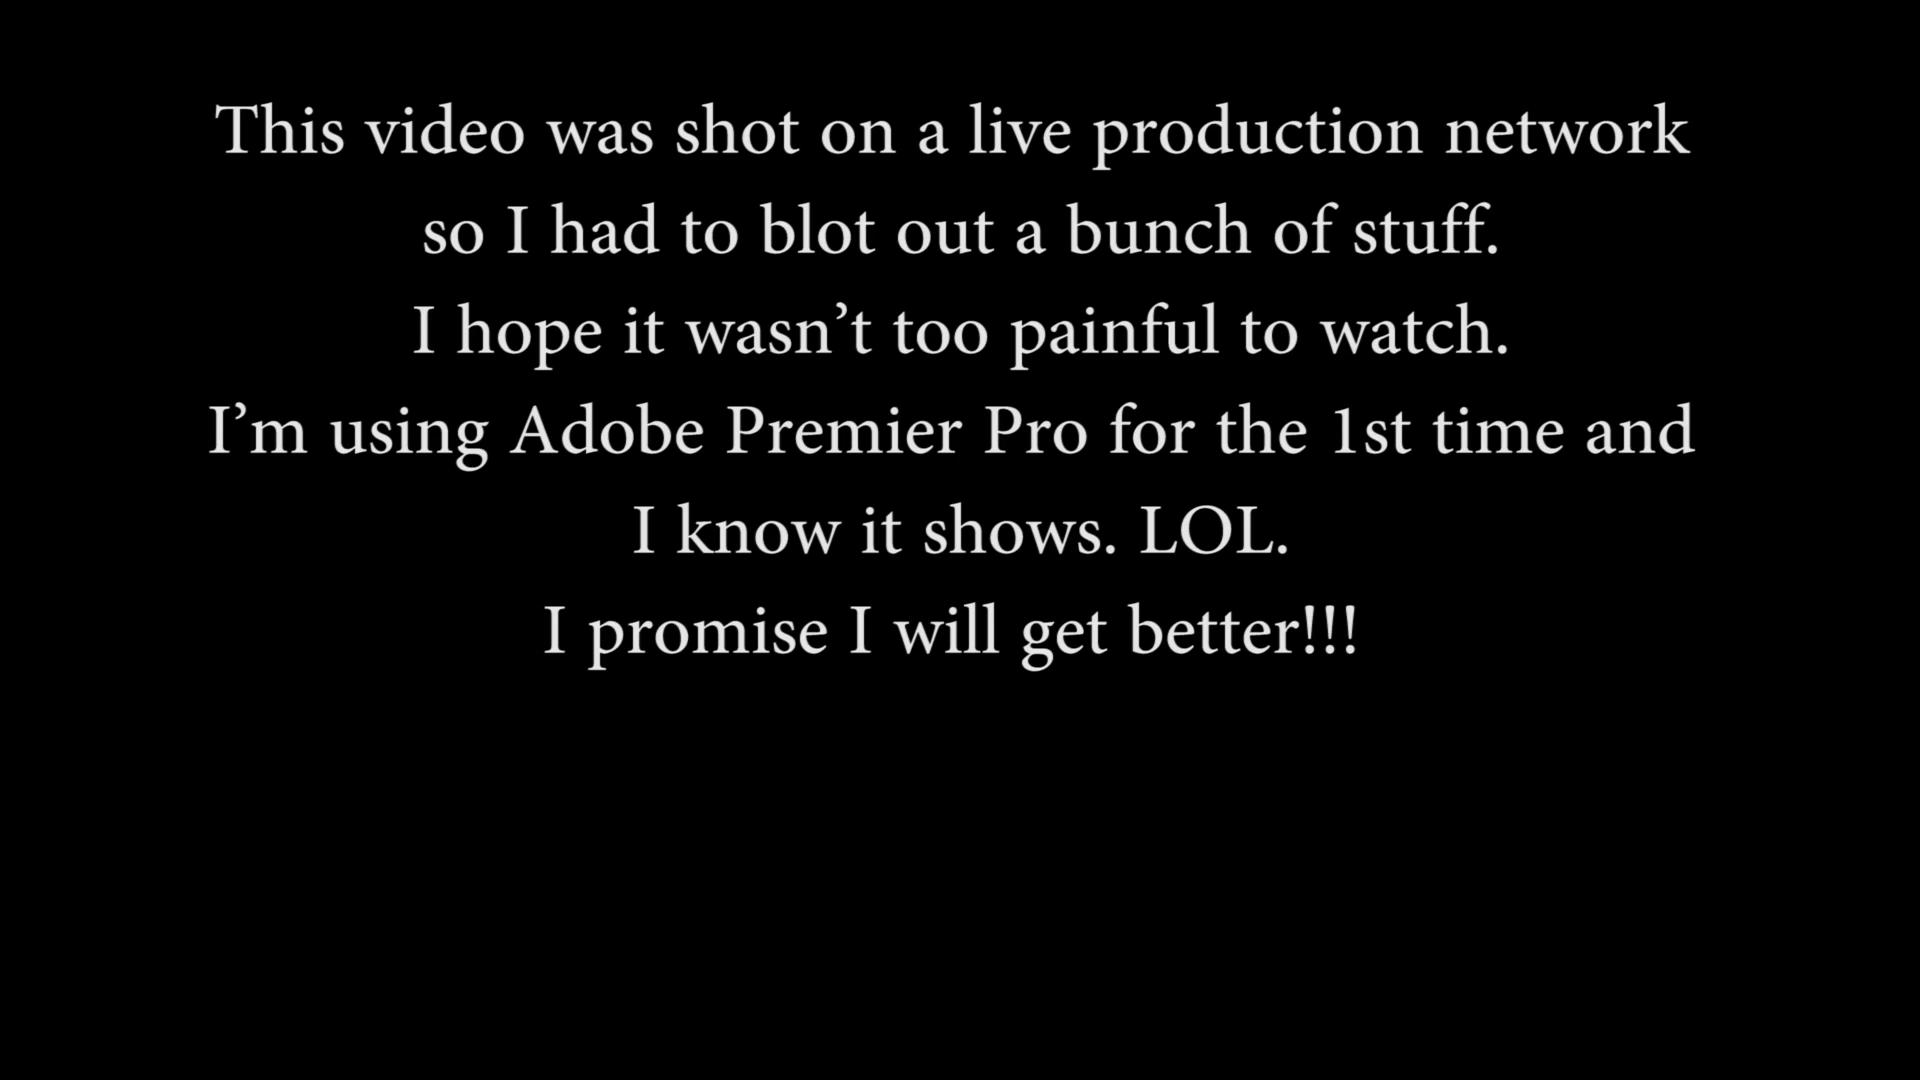 This video was shot on a live production network
so I had to blot out a bunch of stuff.
I hope it wasn’t too painful to watch.
I’m using Adobe Premier Pro for the 1st time and
I know it shows. LOL.
I promise I will get better!!!